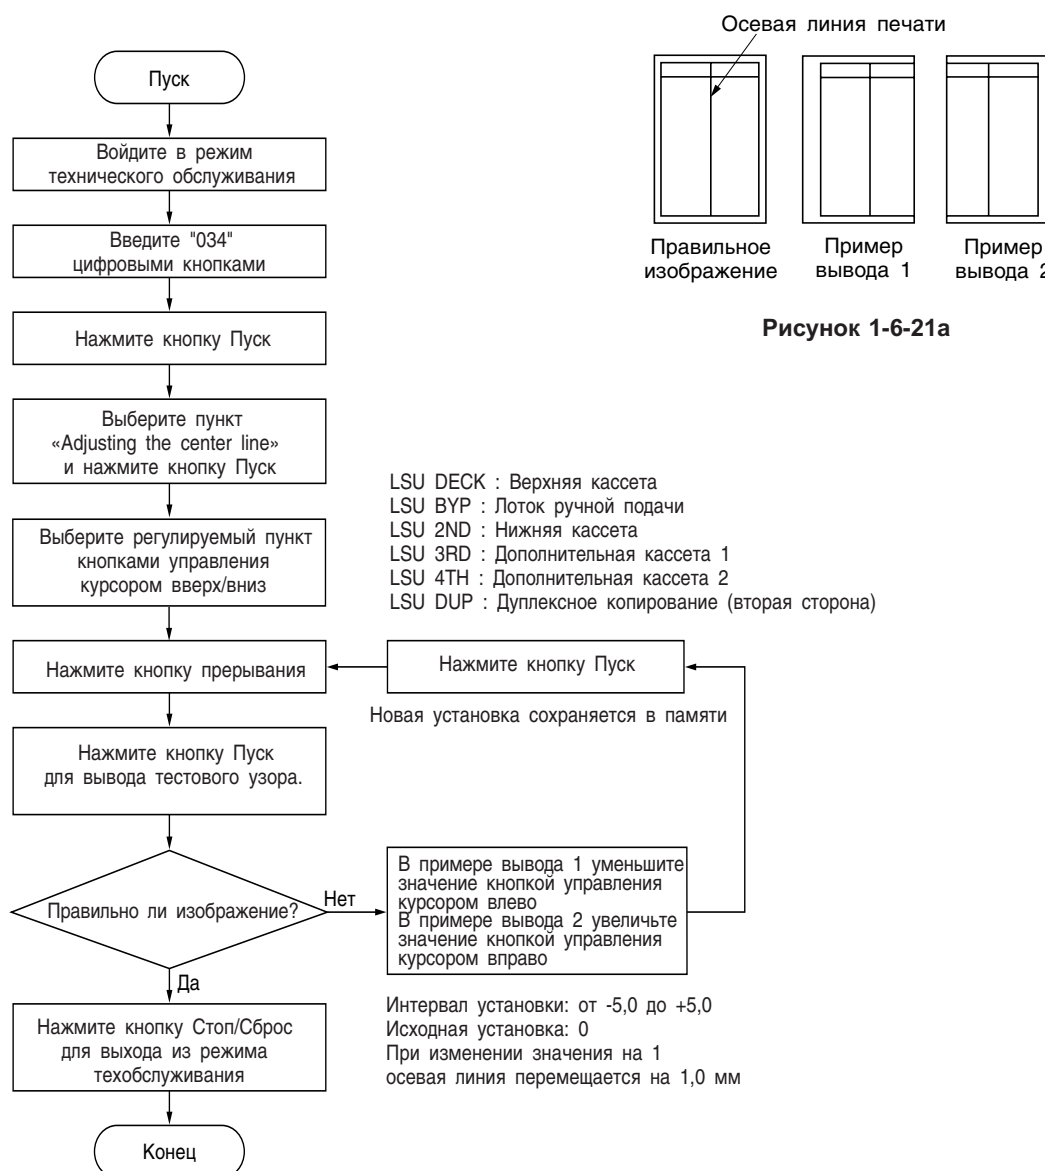 Осевая линия печати
Правильное
изображение
Пример
вывода 1
Пример
вывода 2
Рисунок 1-6-21a
Пуск
Войдите в режим
технического обслуживания
Введите "034"
цифровыми кнопками
Нажмите кнопку Пуск
Выберите пункт
«Adjusting the center line»
и нажмите кнопку Пуск
Выберите регулируемый пункт
кнопками управления
курсором вверх/вниз
LSU DECK : Верхняя кассета
LSU BYP : Лоток ручной подачи
LSU 2ND : Нижняя кассета
LSU 3RD : Дополнительная кассета 1
LSU 4TH : Дополнительная кассета 2
LSU DUP : Дуплексное копирование (вторая сторона)
Нажмите кнопку прерывания
Нажмите кнопку Пуск
Новая установка сохраняется в памяти
Нажмите кнопку Пуск
для вывода тестового узора.
Правильно ли изображение?
Нет
В примере вывода 1 уменьшите
значение кнопкой управления
курсором влево
В примере вывода 2 увеличьте
значение кнопкой управления
курсором вправо
Да
Интервал установки: от -5,0 до +5,0
Исходная установка: 0
При изменении значения на 1
осевая линия перемещается на 1,0 мм
Нажмите кнопку Стоп/Сброс
для выхода из режима
техобслуживания
Конец